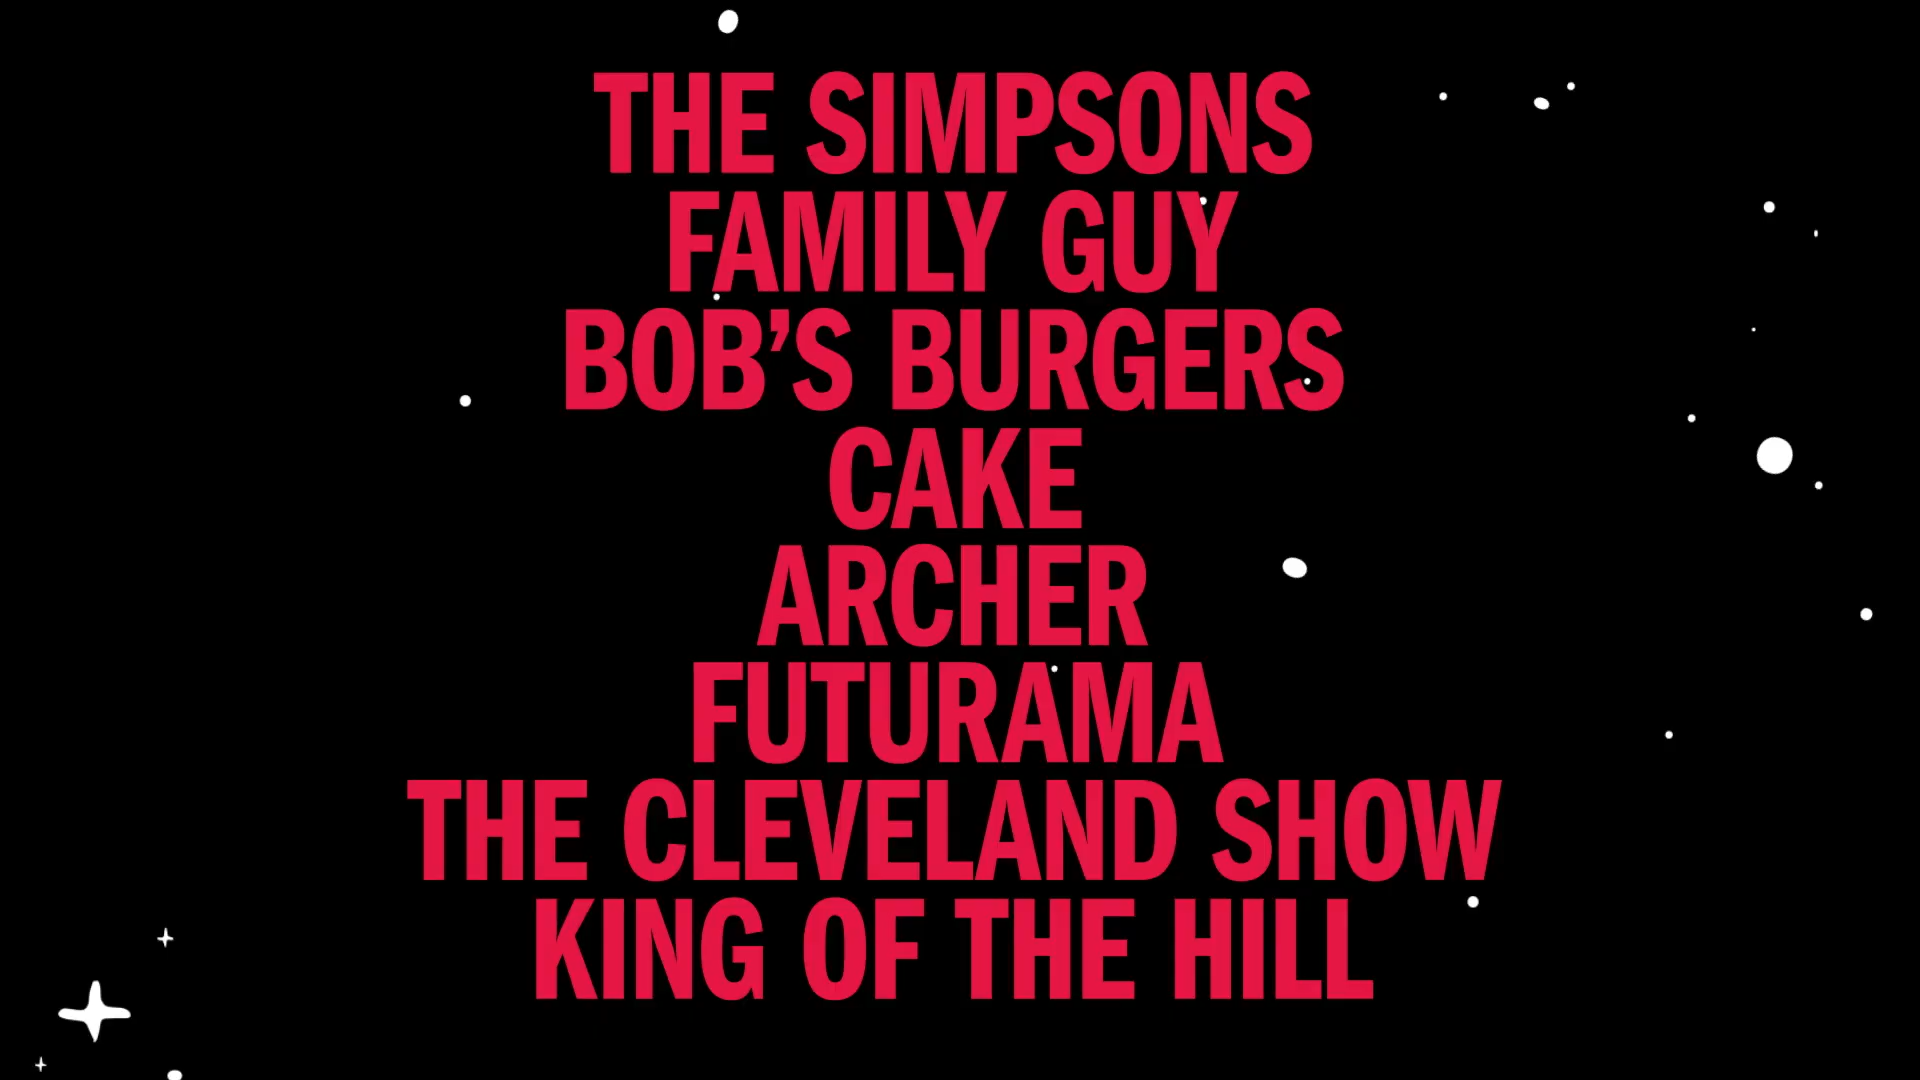 THE SIMPSONS
FAMILY GUY
BOB’S BURGERS
CAKE
ARCHER
FUTURAMA
THE CLEVELAND SHOW
KING OF THE HILL